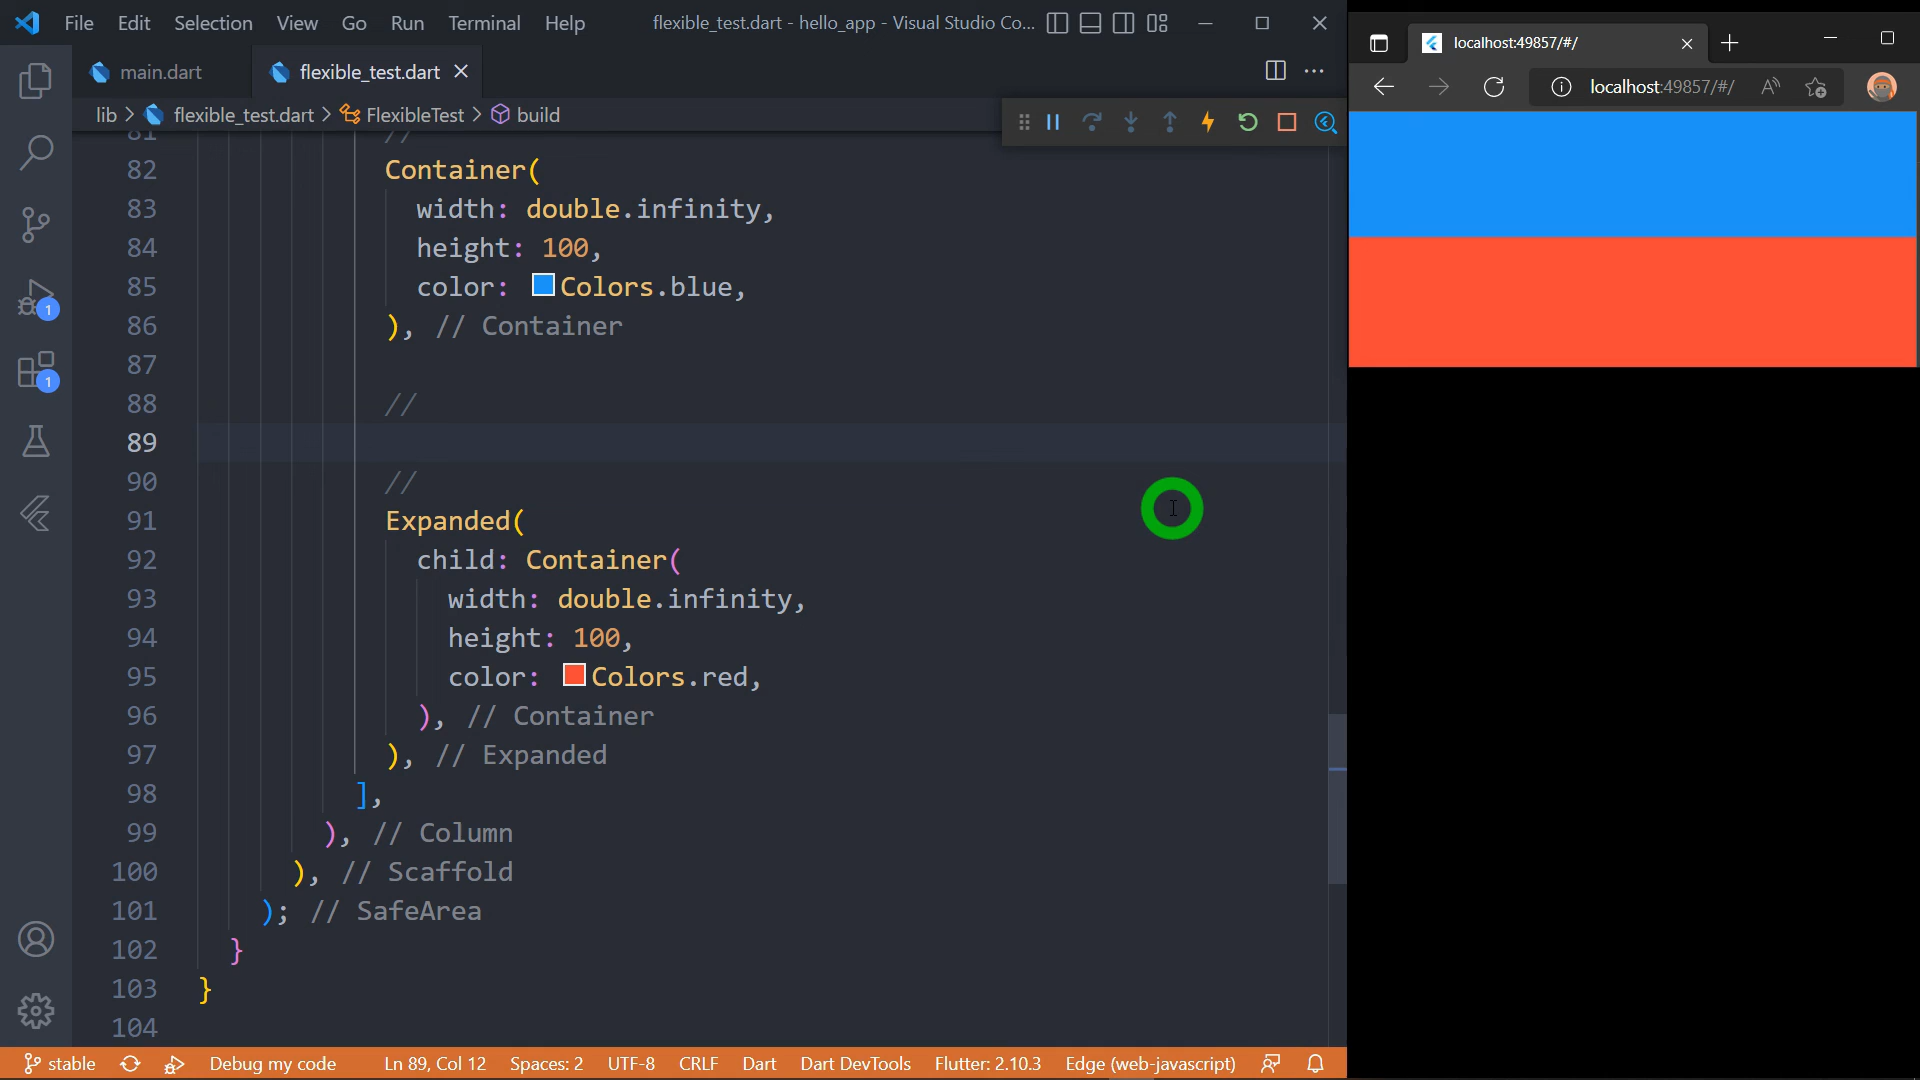 File Edit Selection View Go Run Terminal Help
flexible_test.dart - hello_app - Visual Studio Co...
main.dart
flexible_test.dart
lib > flexible_test.dart > FlexibleTest > build
81 //
82 Container(
83 width: double.infinity,
84 height: 100,
85 color: Colors.blue,
86 ), // Container
87
88 //
89
90 //
91 Expanded(
92 child: Container(
93 width: double.infinity,
94 height: 100,
95 color: Colors.red,
96 ), // Container
97 ), // Expanded
98 ],
99 ), // Column
100 ), // Scaffold
101 ); // SafeArea
102 }
103 }
104
1
1
stable
Debug my code
Ln 89, Col 12
Spaces: 2
UTF-8
CRLF
Dart
Dart DevTools
Flutter: 2.10.3
Edge (web-javascript)
localhost:49857/#/
localhost:49857/#/